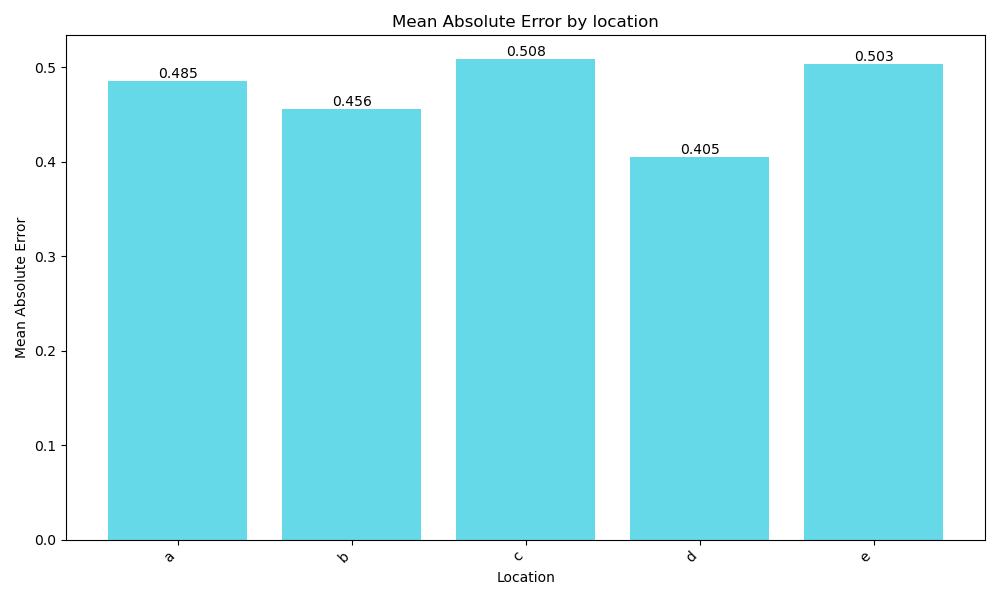 Mean Absolute Error by location
Mean Absolute Error
0.5
0.4
0.3
0.2
0.1
0.0
0.485
0.456
0.508
0.405
0.503
a
b
c
d
e
Location